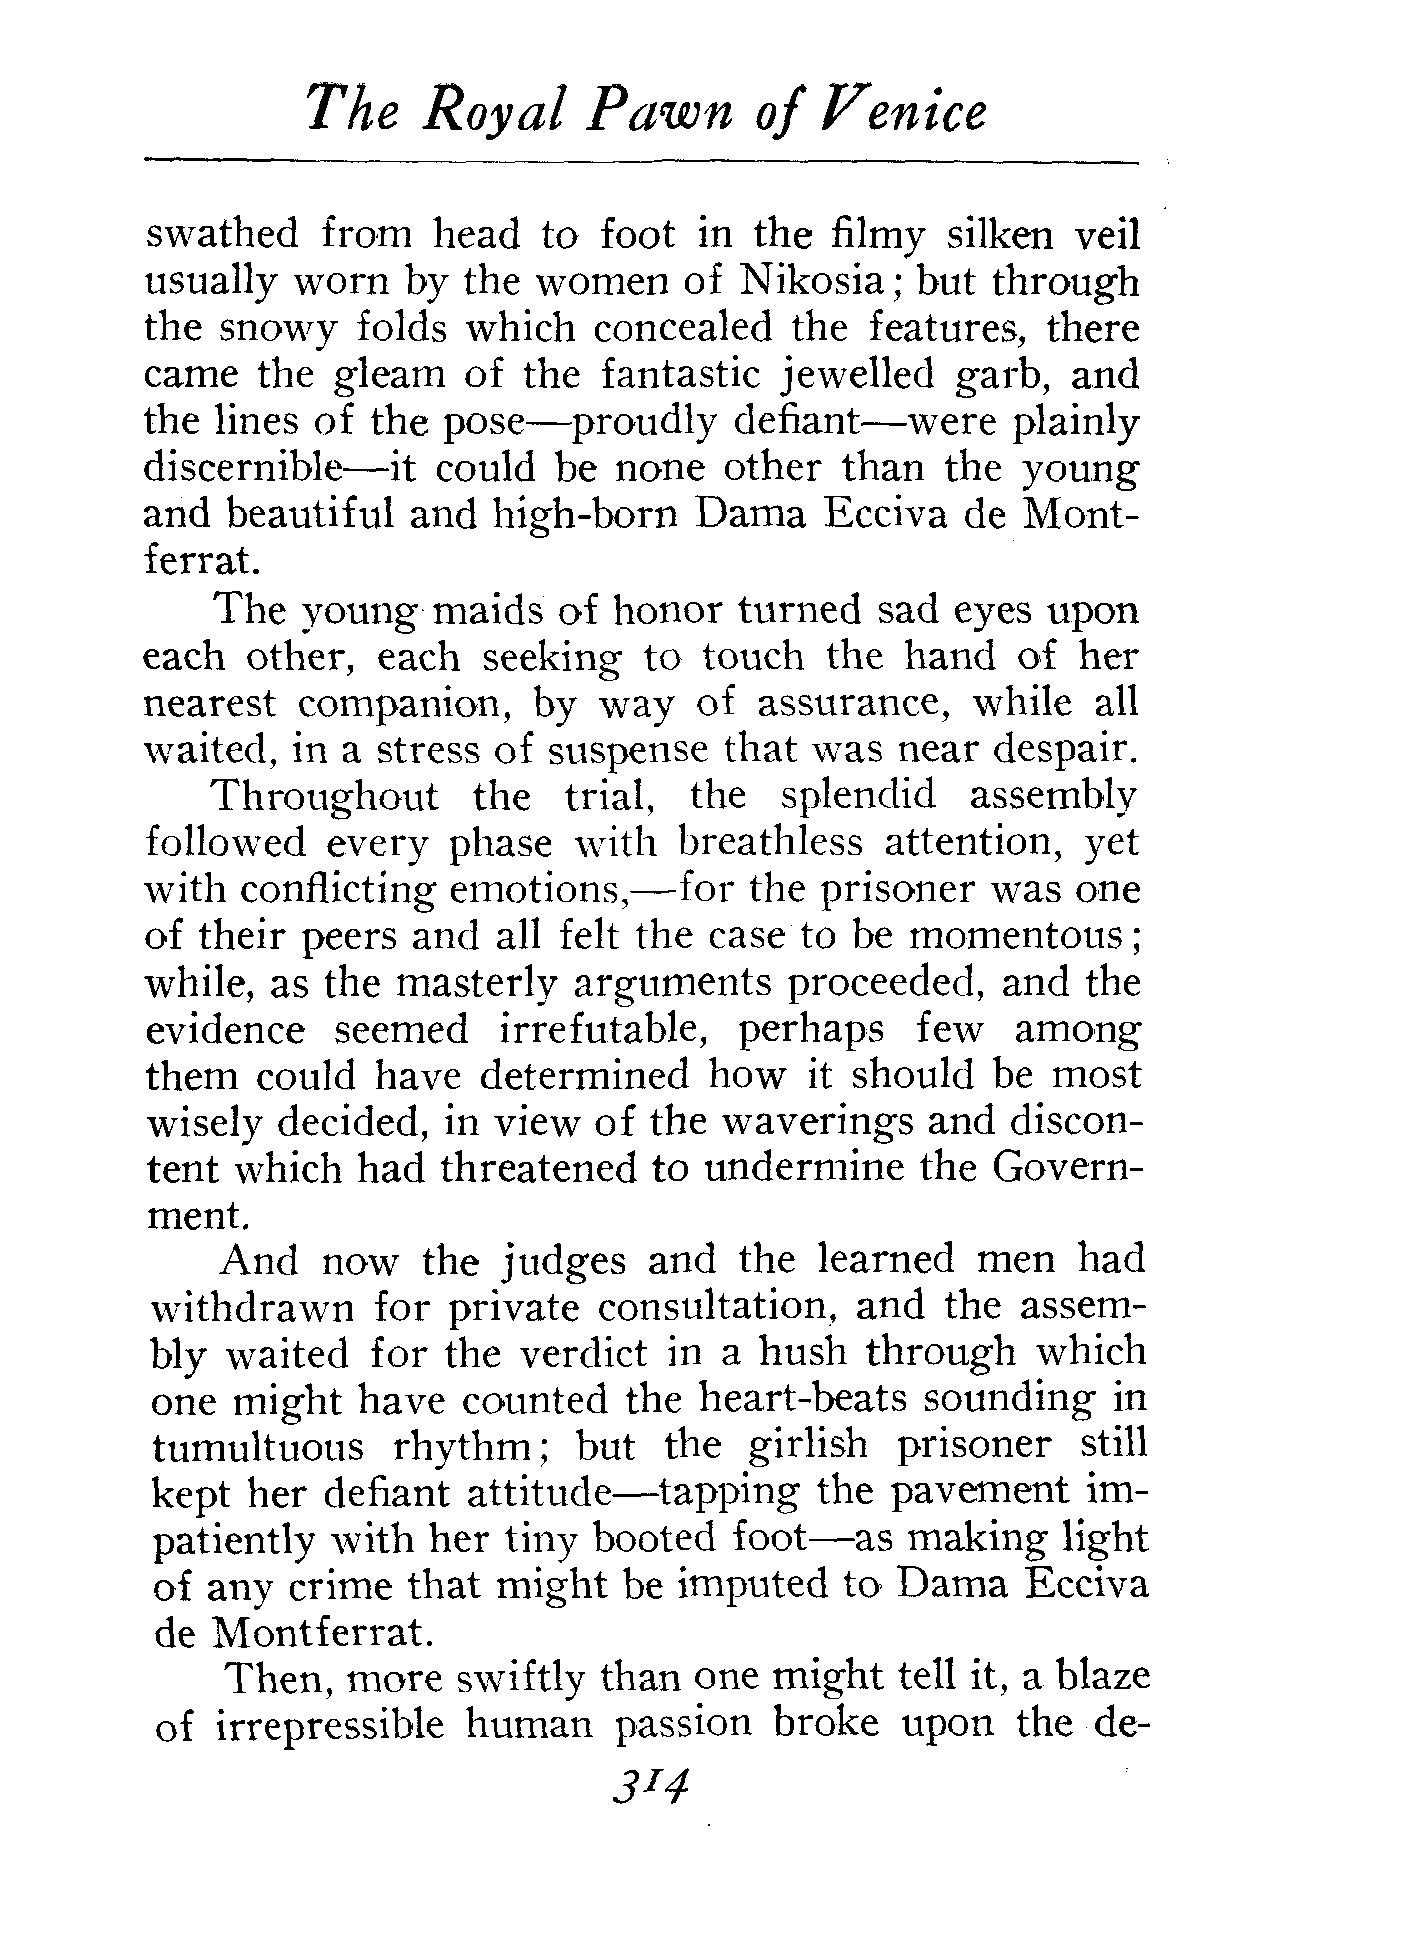 The Royal Pawn of Venice
swathed from head to foot in the filmy silken veil
usually worn by the women of Nikosia; but through
the snowy folds which concealed the features, there
came the gleam of the fantastic jewelled garb, and
the lines of the pose—proudly defiant—were plainly
discernible—it could be none other than the young
and beautiful and high-born Dama Ecciva de Mont-
ferrat.
The young maids of honor turned sad eyes upon
each other, each seeking to touch the hand of her
nearest companion, by way of assurance, while all
waited, in a stress of suspense that was near despair.
Throughout the trial, the splendid assembly
followed every phase with breathless attention, yet
with conflicting emotions,—for the prisoner was one
of their peers and all felt the case to be momentous;
while, as the masterly arguments proceeded, and the
evidence seemed irrefutable, perhaps few among
them could have determined how it should be most
wisely decided, in view of the waverings and discon-
tent which had threatened to undermine the Govern-
ment.
And now the judges and the learned men had
withdrawn for private consultation, and the assem-
bly waited for the verdict in a hush through which
one might have counted the heart-beats sounding in
tumultuous rhythm; but the girlish prisoner still
kept her defiant attitude—tapping the pavement im-
patiently with her tiny booted foot—as making light
of any crime that might be imputed to Dama Ecciva
de Montferrat.
Then, more swiftly than one might tell it, a blaze
of irrepressible human passion broke upon the de-
314